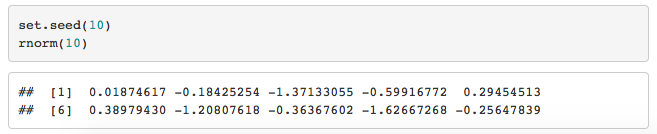 set.seed(10)
rnorm(10)
##  [1]  0.01874617 -0.18425254 -1.37133055 -0.59916772  0.29454513
##  [6]  0.38979430 -1.20807618 -0.36367602 -1.62667268 -0.25647839